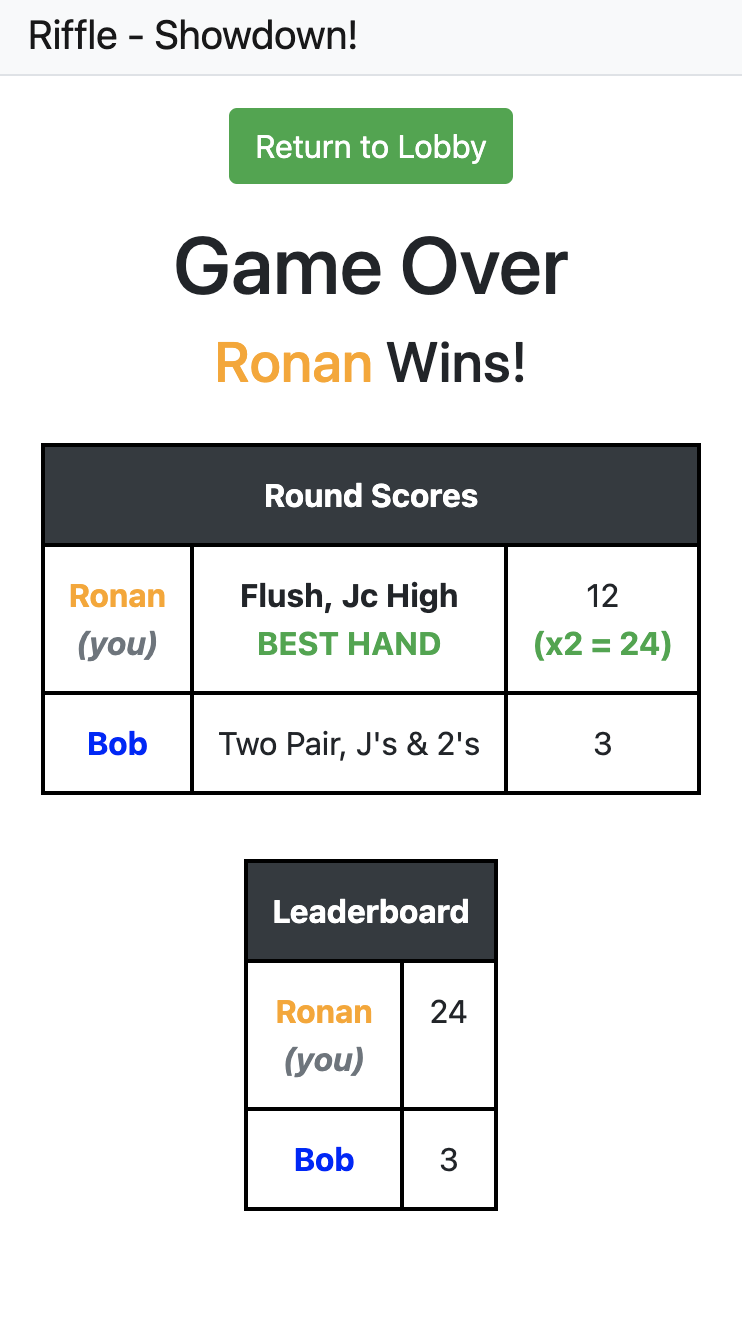 Riffle - Showdown!
Return to Lobby
Game Over
Ronan Wins!
Round Scores
Ronan
(you)
Flush, Jc High
BEST HAND
12
(x2 = 24)
Bob
Two Pair, J's & 2's
3
Leaderboard
Ronan
(you)
24
Bob
3